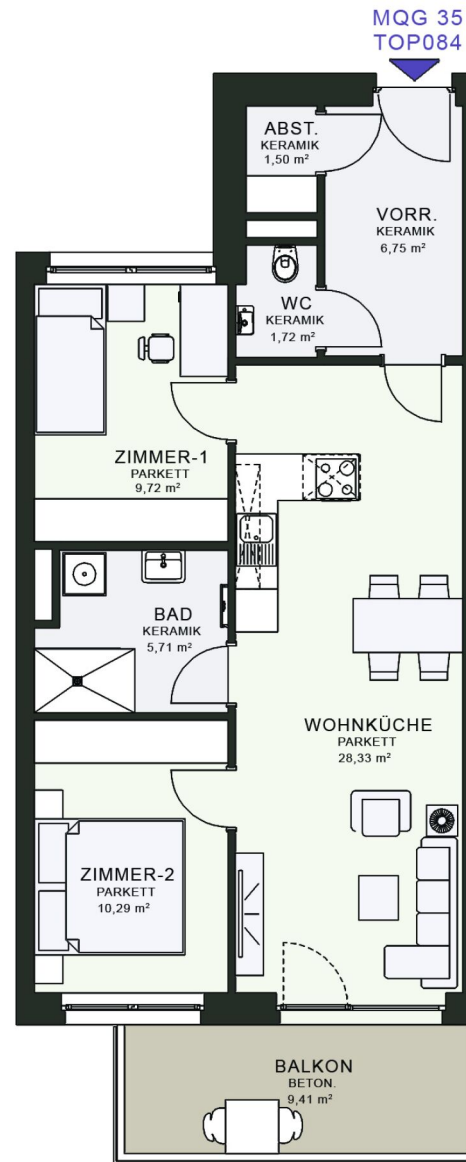 MQG 35
TOP084
ABST.
KERAMIK
1,50 m²
VORR.
KERAMIK
6,75 m²
WC
KERAMIK
1,72 m²
ZIMMER-1
PARKETT
9,72 m²
BAD
KERAMIK
5,71 m²
WOHNKÜCHE
PARKETT
28,33 m²
ZIMMER-2
PARKETT
10,29 m²
BALKON
BETON.
9,41 m²